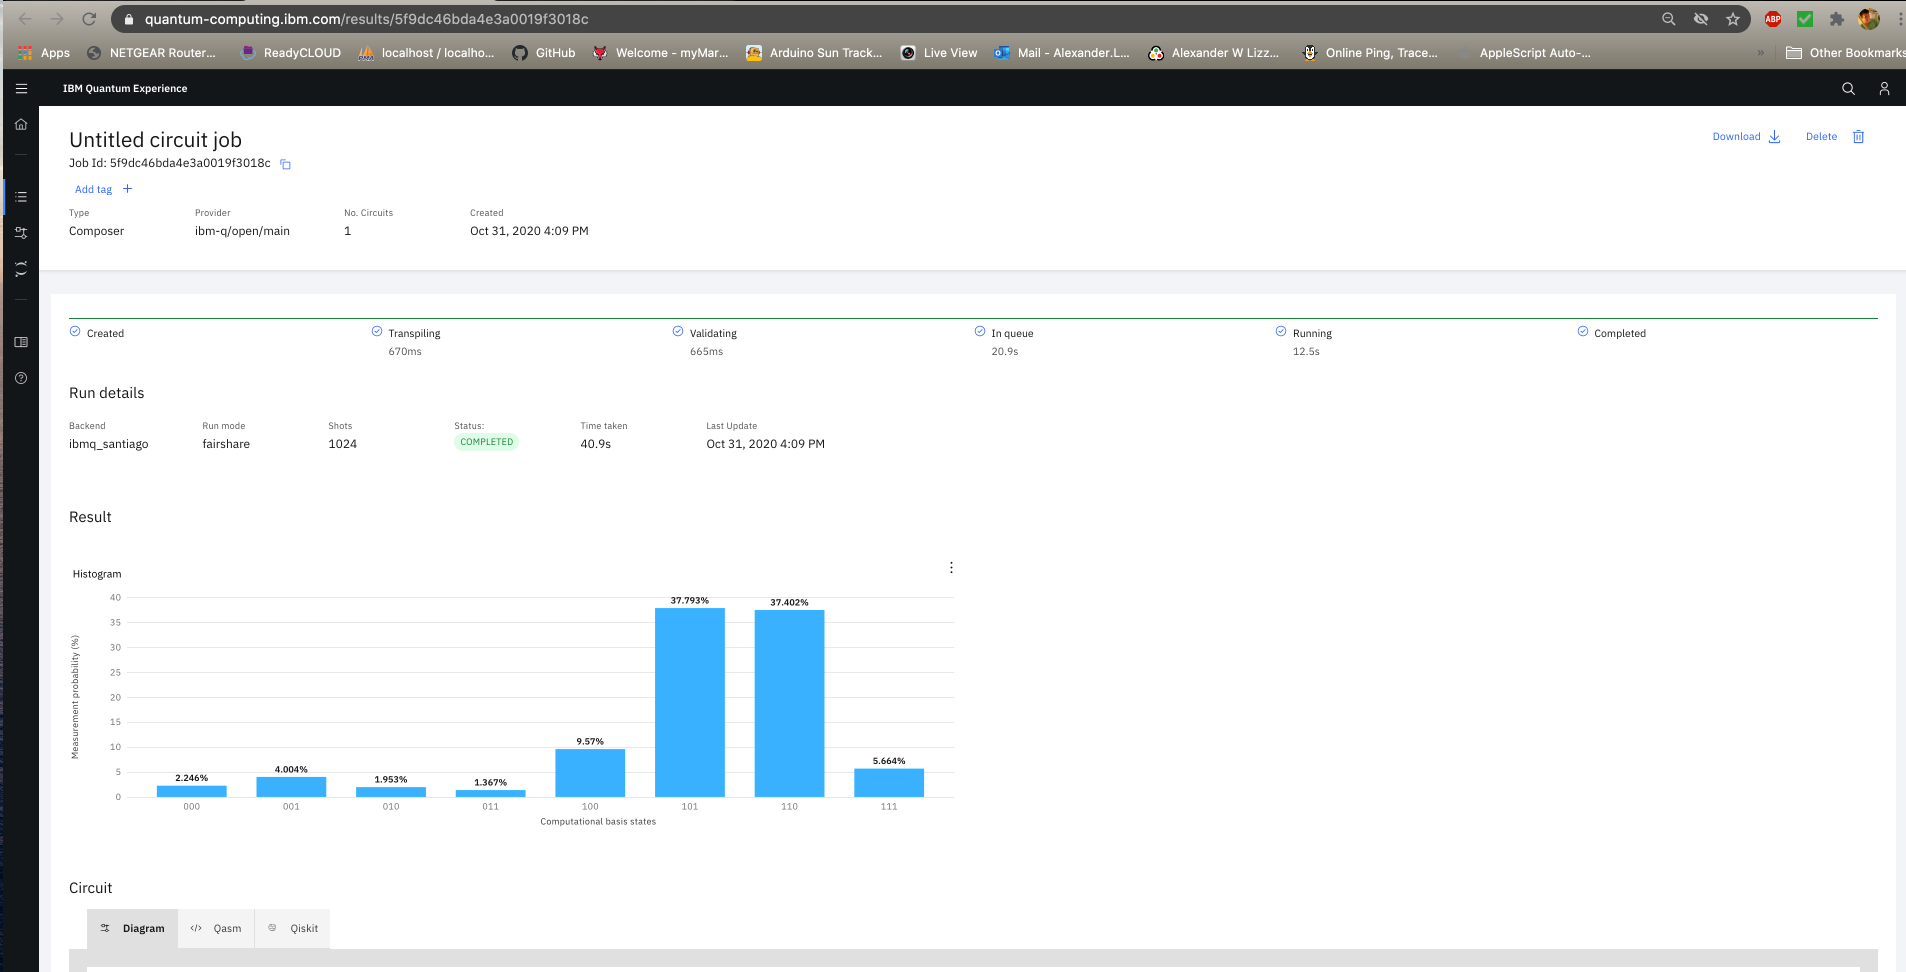 quantum-computing.ibm.com/results/5f9dc46bda4e3a0019f3018c
ABP
Apps NETGEAR Router... ReadyCLOUD localhost / localho... GitHub Welcome - myMar... Arduino Sun Track... Live View Mail - Alexander.L... Alexander W Lizz... Online Ping, Trace... AppleScript Auto-... » Other Bookmarks
IBM Quantum Experience
Untitled circuit job
Download Delete
Job Id: 5f9dc46bda4e3a0019f3018c
Add tag +
Type Provider No. Circuits Created
Composer ibm-q/open/main 1 Oct 31, 2020 4:09 PM
Created Transpiling Validating In queue Running Completed
670ms 665ms 20.9s 12.5s
Run details
Backend Run mode Shots Status: Time taken Last Update
ibmq_santiago fairshare 1024 COMPLETED 40.9s Oct 31, 2020 4:09 PM
Result
Histogram
Measurement probability (%)
40
35
30
25
20
15
10
5
0
2.246% 4.004% 1.953% 1.367% 9.57% 37.793% 37.402% 5.664%
000 001 010 011 100 101 110 111
Computational basis states
Circuit
Diagram </> Qasm Qiskit